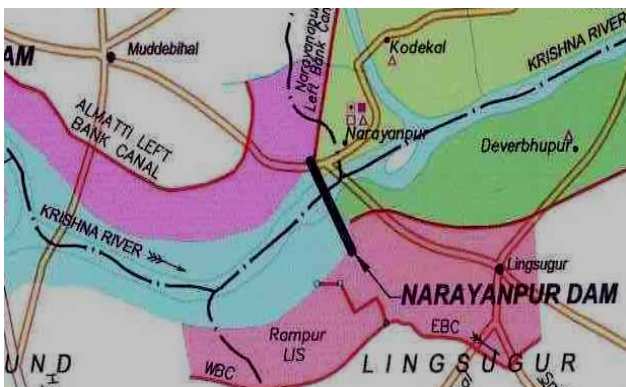 Muddebihal
AM
ALMATTI LEFT
BANK CANAL
Narayanapur
Left Bank Canal
Kodekal
KRISHNA RIVER
Narayanpur
Deverbhupur
KRISHNA RIVER
Lingsugur
NARAYANPUR DAM
Rampur
LIS
EBC
WBC
UND
LINGSUGUR